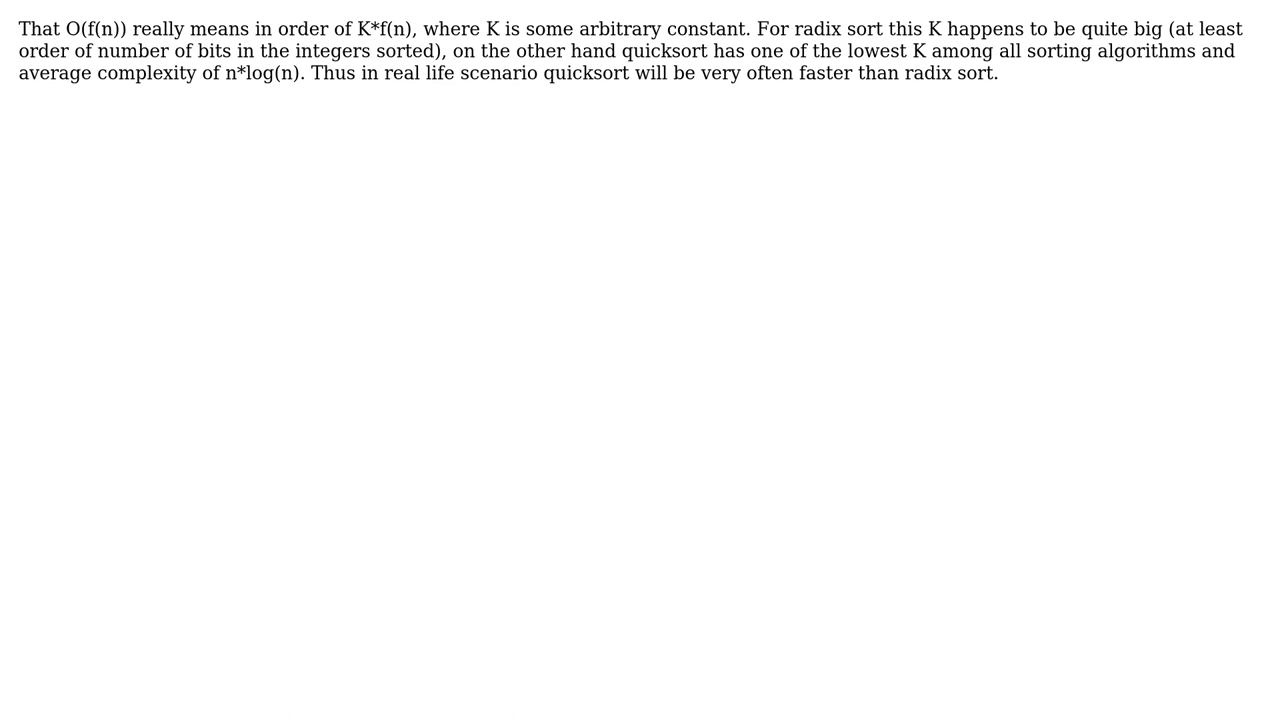 That O(f(n)) really means in order of K*f(n), where K is some arbitrary constant. For radix sort this K happens to be quite big (at least
order of number of bits in the integers sorted), on the other hand quicksort has one of the lowest K among all sorting algorithms and
average complexity of n*log(n). Thus in real life scenario quicksort will be very often faster than radix sort.